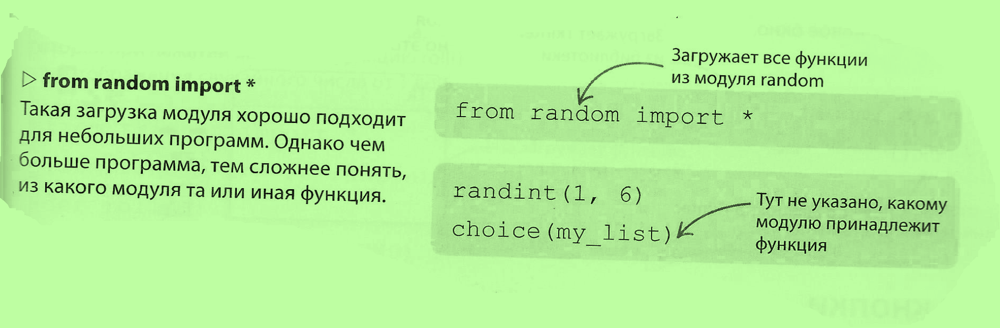 ▷ from random import *
Такая загрузка модуля хорошо подходит
для небольших программ. Однако чем
больше программа, тем сложнее понять,
из какого модуля та или иная функция.
Загружает все функции
из модуля random
from random import *
randint(1, 6)
choice(my_list)
Тут не указано, какому
модулю принадлежит
функция